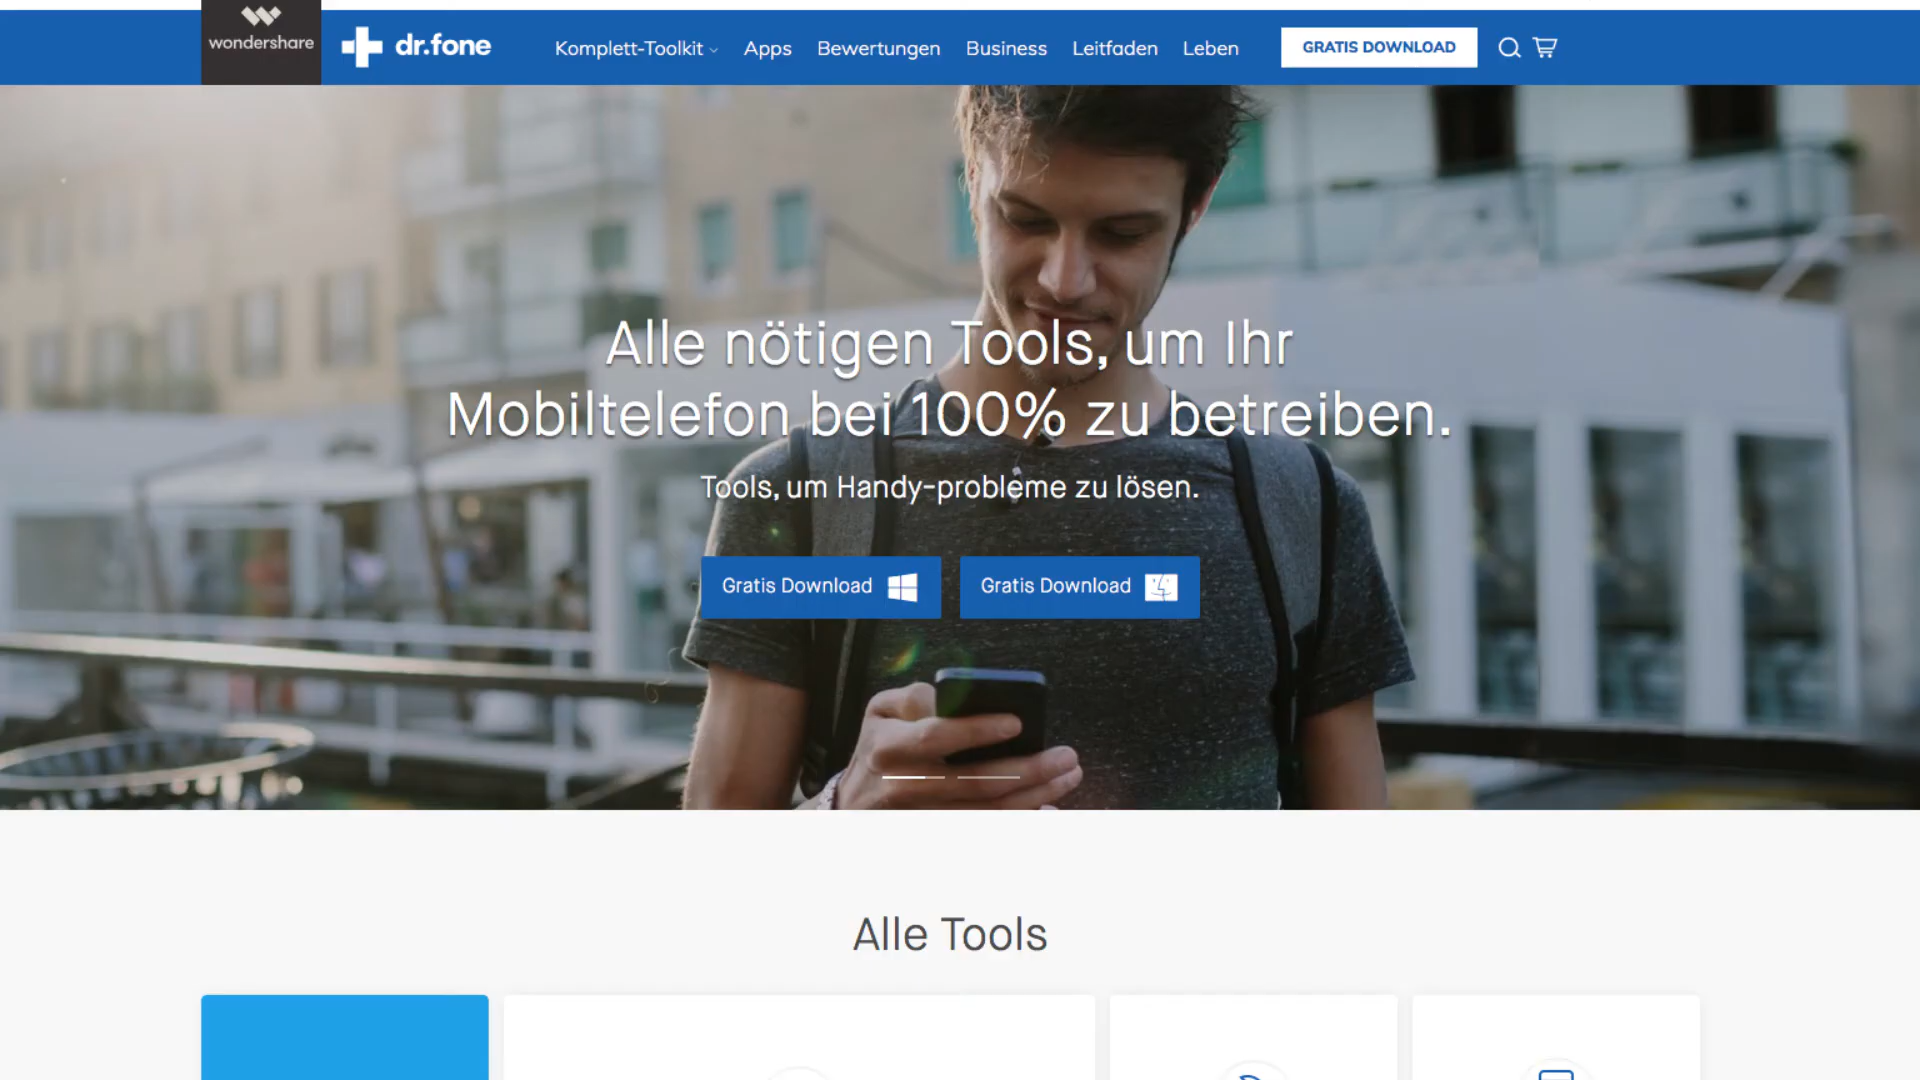 wondershare
dr.fone
Komplett-Toolkit
Apps
Bewertungen
Business
Leitfaden
Leben
GRATIS DOWNLOAD
Alle nötigen Tools, um Ihr
Mobiltelefon bei 100% zu betreiben.
Tools, um Handy-probleme zu lösen.
Gratis Download
Gratis Download
Alle Tools